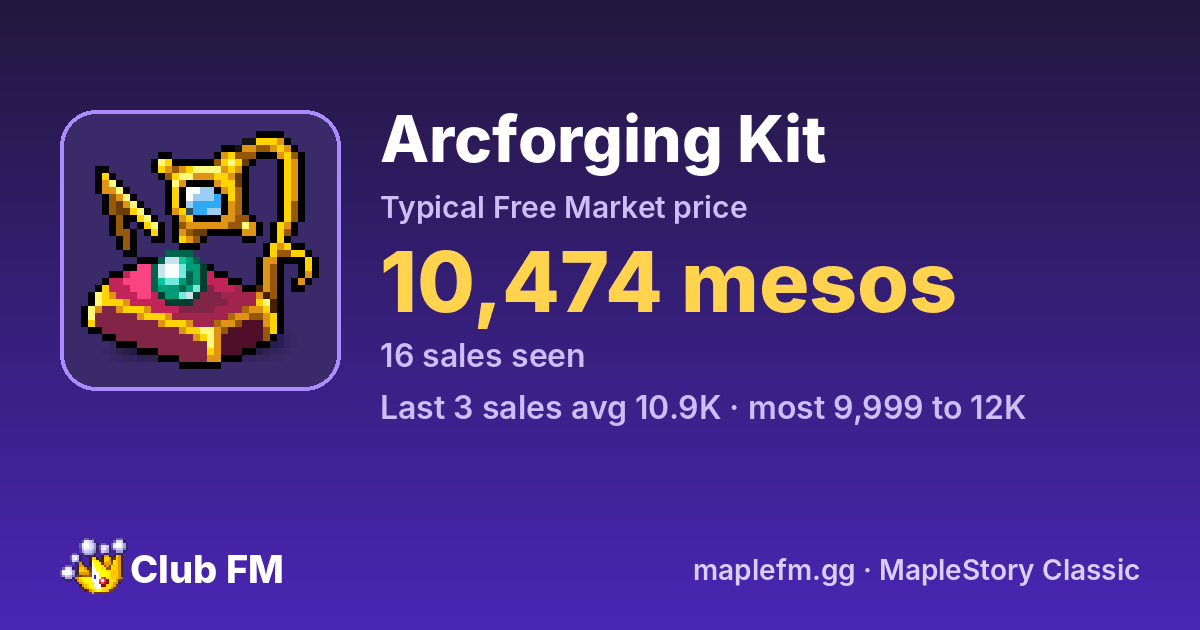 Arcforging Kit
Typical Free Market price
10,474 mesos
16 sales seen
Last 3 sales avg 10.9K · most 9,999 to 12K
Club FM
maplefm.gg · MapleStory Classic